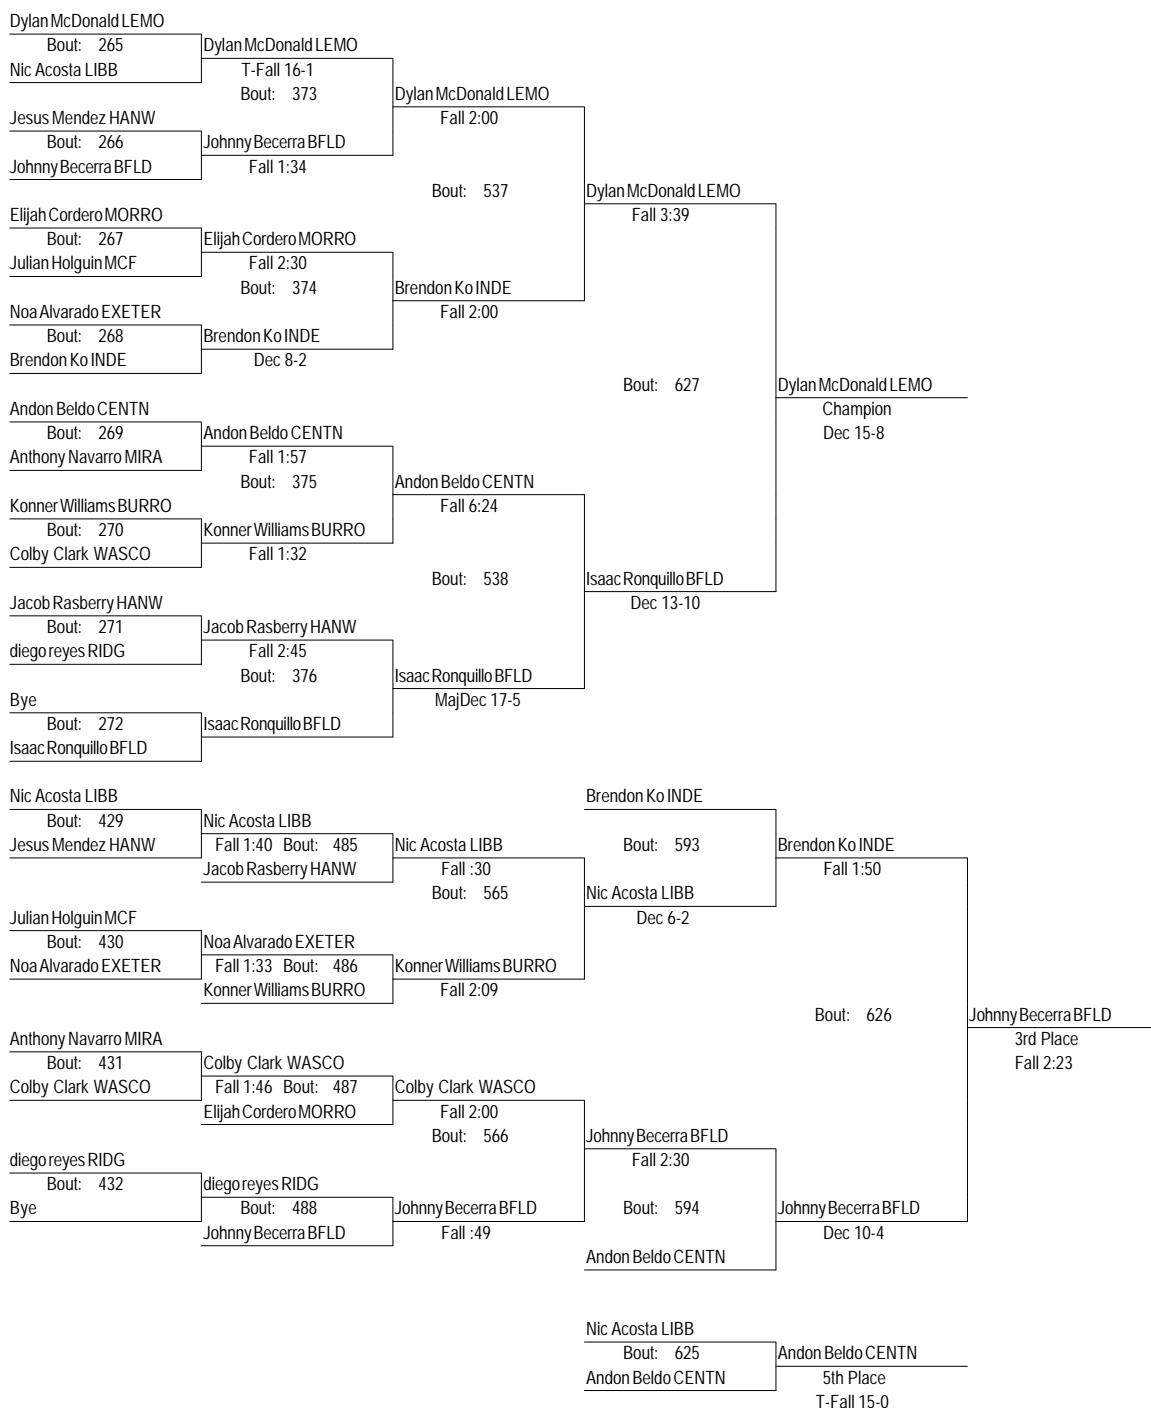 Dylan McDonald LEMO
Bout: 265
Dylan McDonald LEMO
Nic Acosta LIBB
T-Fall 16-1
Bout: 373
Dylan McDonald LEMO
Jesus Mendez HANW
Fall 2:00
Bout: 266
Johnny Becerra BFLD
Johnny Becerra BFLD
Fall 1:34
Bout: 537
Dylan McDonald LEMO
Elijah Cordero MORRO
Fall 3:39
Bout: 267
Elijah Cordero MORRO
Julian Holguin MCF
Fall 2:30
Bout: 374
Brendon Ko INDE
Noa Alvarado EXETER
Fall 2:00
Bout: 268
Brendon Ko INDE
Brendon Ko INDE
Dec 8-2
Bout: 627
Dylan McDonald LEMO
Andon Beldo CENTN
Champion
Bout: 269
Andon Beldo CENTN
Dec 15-8
Anthony Navarro MIRA
Fall 1:57
Bout: 375
Andon Beldo CENTN
Konner Williams BURRO
Fall 6:24
Bout: 270
Konner Williams BURRO
Colby Clark WASCO
Fall 1:32
Bout: 538
Isaac Ronquillo BFLD
Jacob Rasberry HANW
Dec 13-10
Bout: 271
Jacob Rasberry HANW
diego reyes RIDG
Fall 2:45
Bout: 376
Isaac Ronquillo BFLD
Bye
MajDec 17-5
Bout: 272
Isaac Ronquillo BFLD
Isaac Ronquillo BFLD
Nic Acosta LIBB
Brendon Ko INDE
Bout: 429
Nic Acosta LIBB
Jesus Mendez HANW
Fall 1:40 Bout: 485
Nic Acosta LIBB
Bout: 593
Brendon Ko INDE
Jacob Rasberry HANW
Fall :30
Fall 1:50
Bout: 565
Nic Acosta LIBB
Julian Holguin MCF
Dec 6-2
Bout: 430
Noa Alvarado EXETER
Noa Alvarado EXETER
Fall 1:33 Bout: 486
Konner Williams BURRO
Konner Williams BURRO
Fall 2:09
Bout: 626
Johnny Becerra BFLD
Anthony Navarro MIRA
3rd Place
Bout: 431
Colby Clark WASCO
Fall 2:23
Colby Clark WASCO
Fall 1:46 Bout: 487
Colby Clark WASCO
Elijah Cordero MORRO
Fall 2:00
Bout: 566
Johnny Becerra BFLD
diego reyes RIDG
Fall 2:30
Bout: 432
diego reyes RIDG
Bye
Bout: 488
Johnny Becerra BFLD
Bout: 594
Johnny Becerra BFLD
Johnny Becerra BFLD
Fall :49
Dec 10-4
Andon Beldo CENTN
Nic Acosta LIBB
Bout: 625
Andon Beldo CENTN
Andon Beldo CENTN
5th Place
T-Fall 15-0